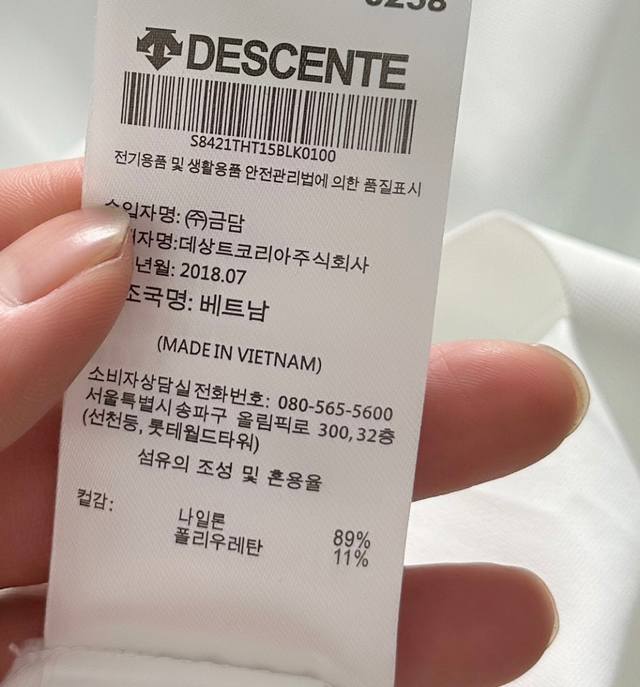 DESCENTE
S8421THT15BLK0100
전기용품 및 생활용품 안전관리법에 의한 품질표시
수입자명: ㈜금담
자명:데상트코리아주식회사
년월: 2018.07
조국명: 베트남
(MADE IN VIETNAM)
소비자상담실전화번호: 080-565-5600
서울특별시송파구 올림픽로 300,32층
(선천등, 롯테월드타워)
섬유의 조성 및 혼용율
컽감:
나일론 89%
폴리우레탄 11%